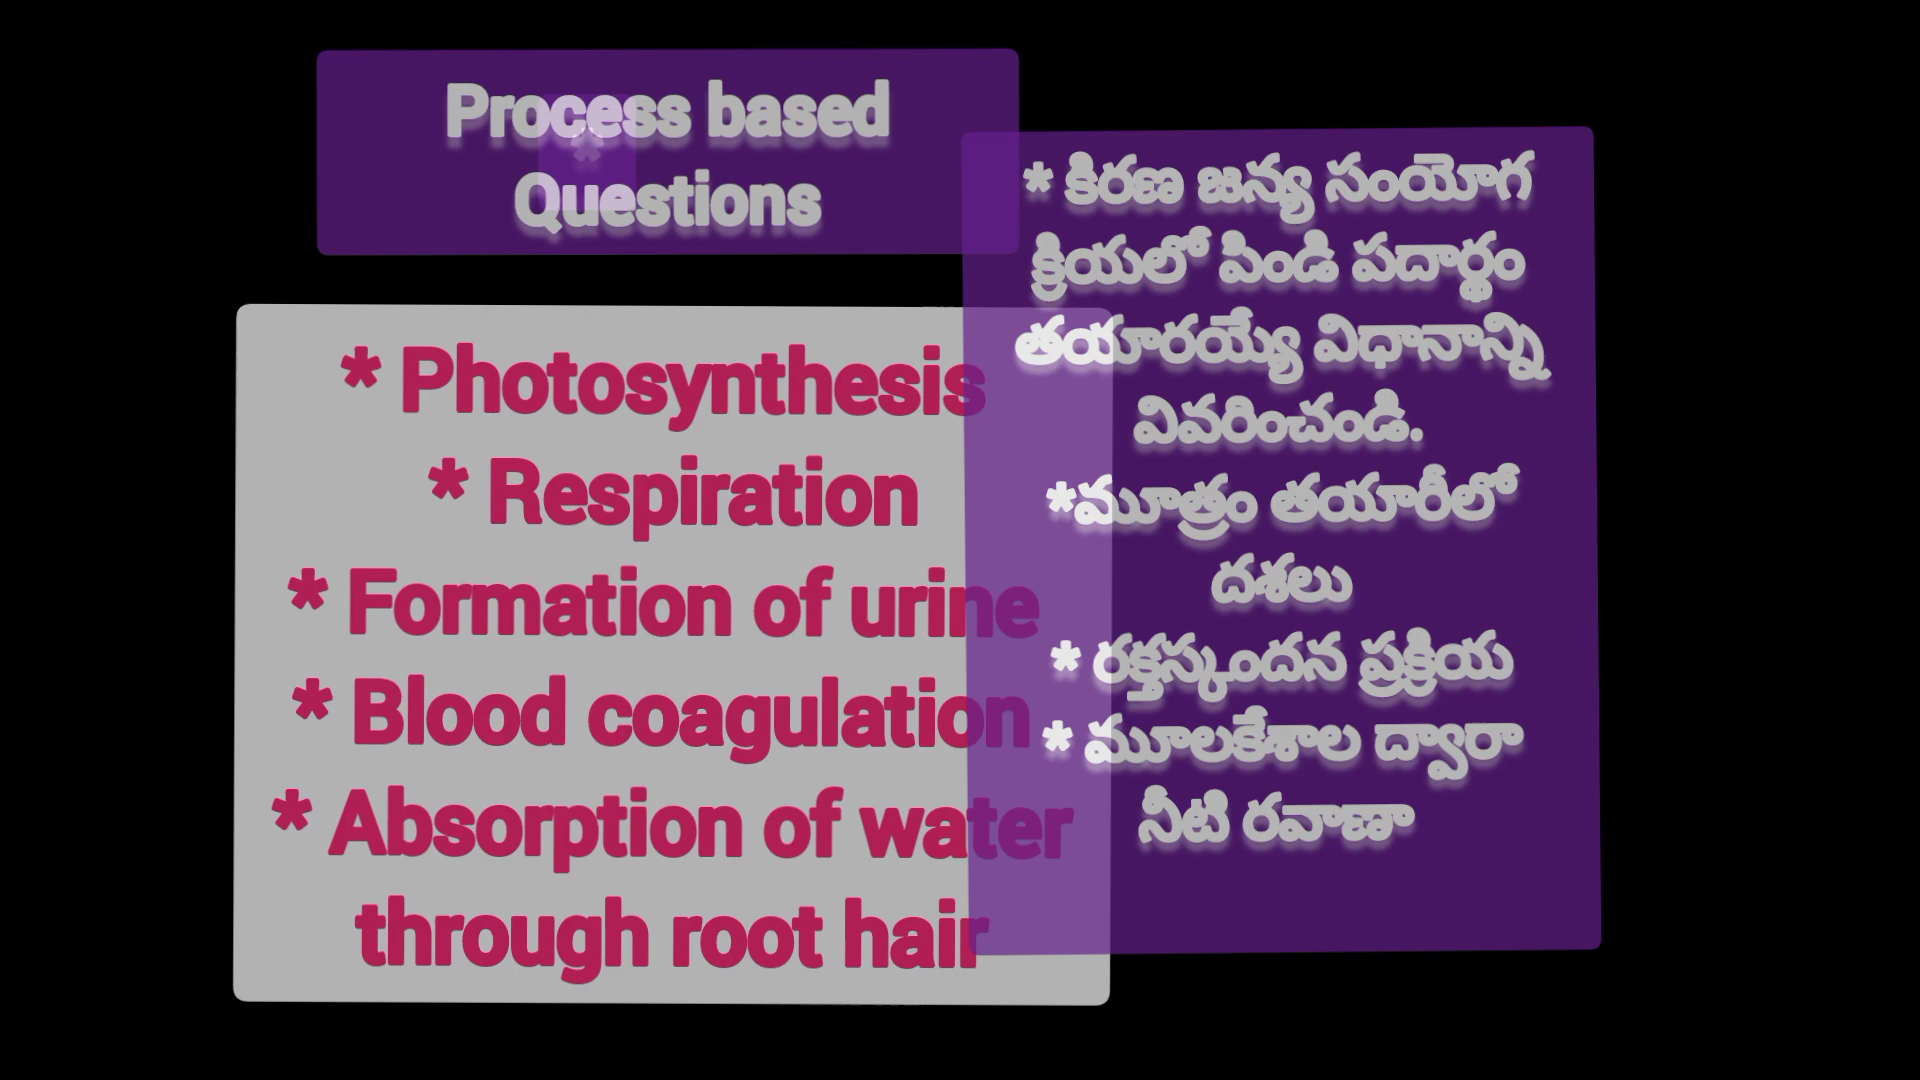 Process based
Questions
* Photosynthesis
* Respiration
* Formation of urine
* Blood coagulation
* Absorption of water
through root hair
* కిరణ జన్య సంయోగ
క్రియలో పిండి పదార్థం
తయారయ్యే విధానాన్ని
వివరించండి.
*మూత్రం తయారీలో
దశలు
* రక్తస్కందన ప్రక్రియ
* మూలకేశాల ద్వారా
నీటి రవాణా